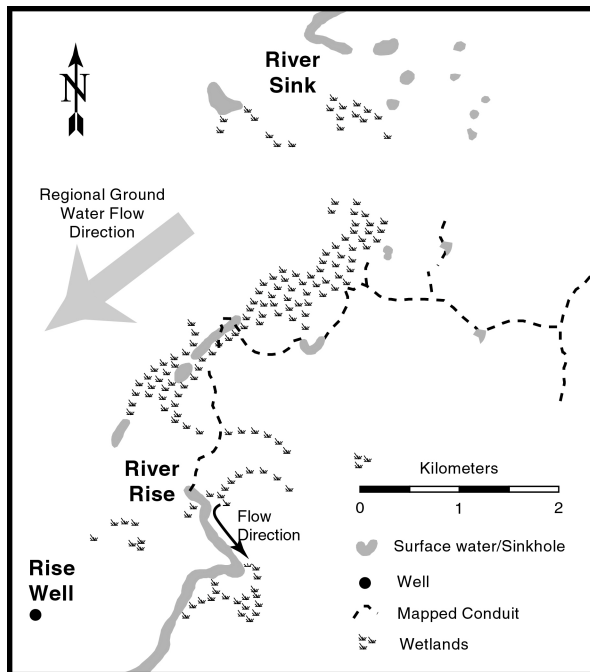 River
Sink
N
Regional Ground
Water Flow
Direction
River
Rise
Flow
Direction
Rise
Well
Kilometers
0
1
2
Surface water/Sinkhole
Well
Mapped Conduit
Wetlands